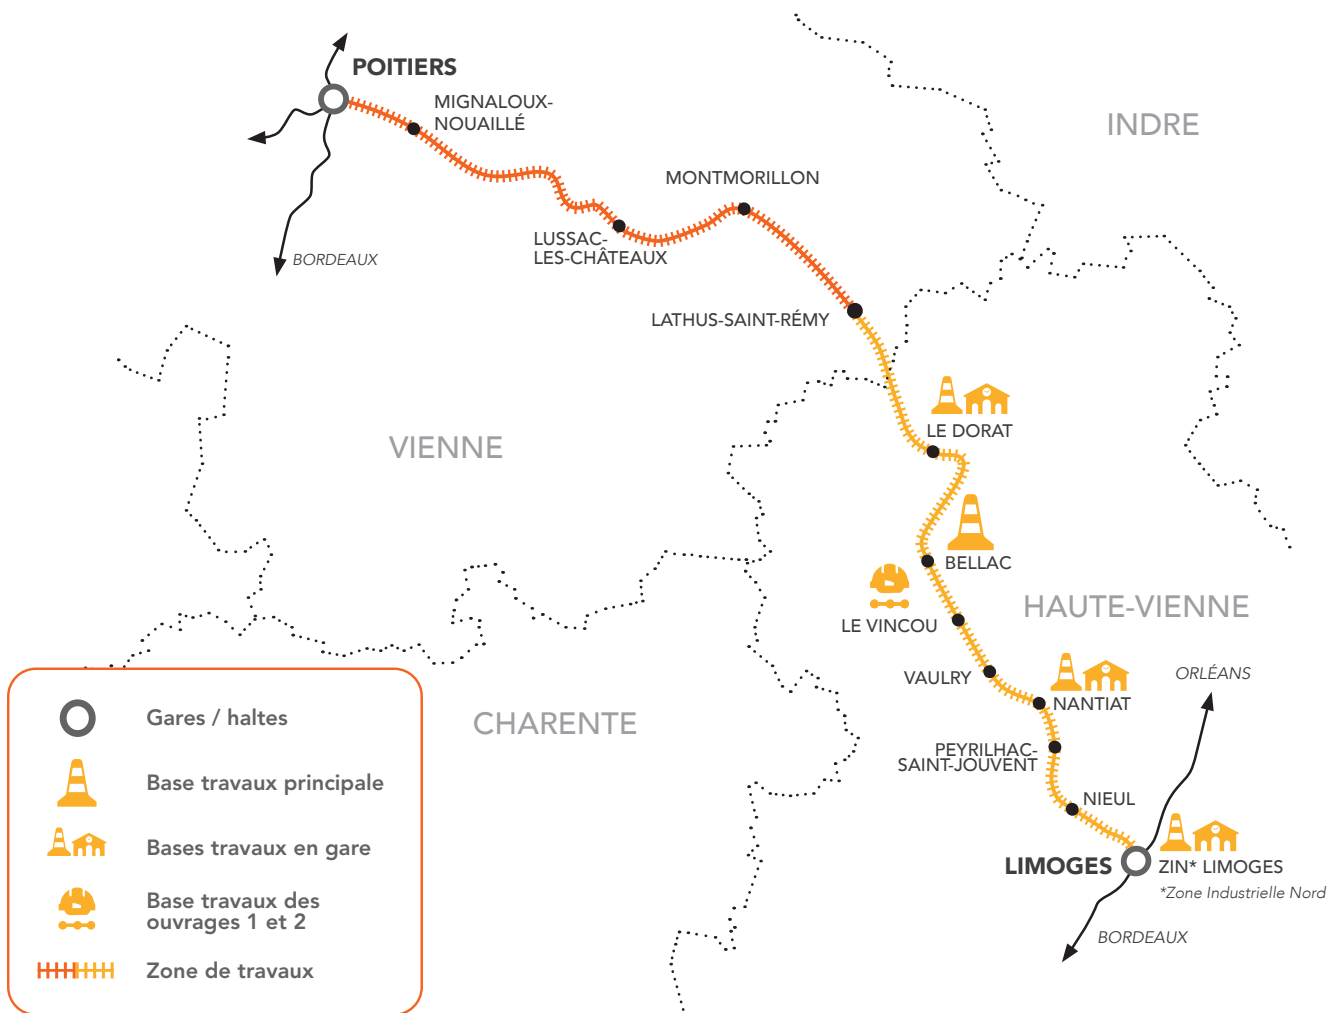 POITIERS
MIGNALOUX-
NOUAILLÉ
INDRE
MONTMORILLON
LUSSAC-
LES-CHÂTEAUX
BORDEAUX
LATHUS-SAINT-RÉMY
LE DORAT
VIENNE
BELLAC
HAUTE-VIENNE
LE VINCOU
VAULRY
ORLÉANS
NANTIAT
CHARENTE
PEYRILHAC-
SAINT-JOUVENT
NIEUL
LIMOGES
ZIN* LIMOGES
*Zone Industrielle Nord
BORDEAUX
Gares / haltes
Base travaux principale
Bases travaux en gare
Base travaux des
ouvrages 1 et 2
Zone de travaux